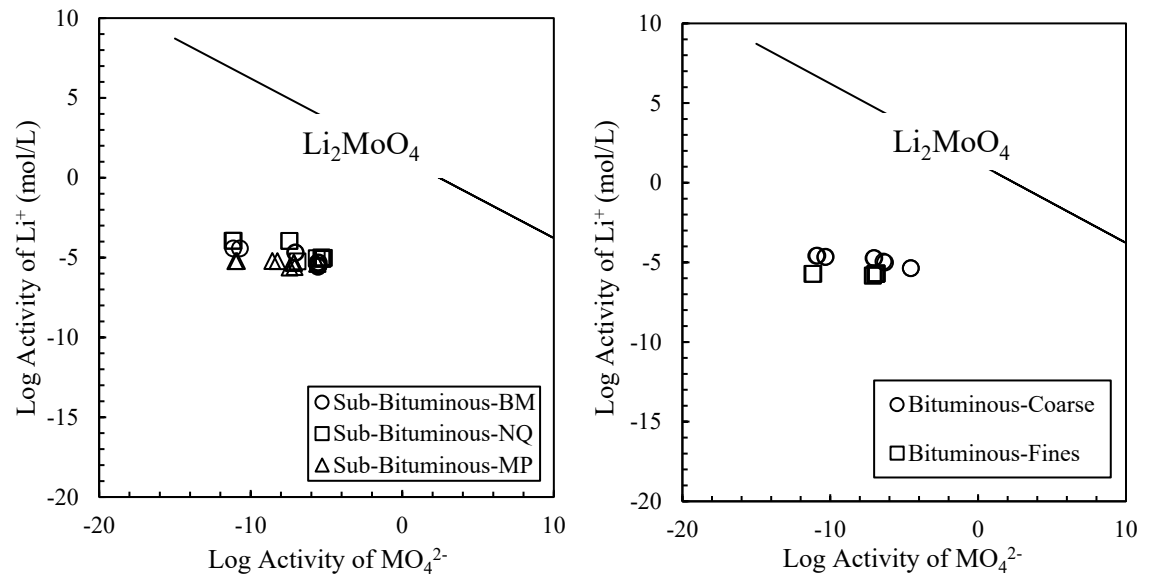 10
5
0
-5
-10
-15
-20
-20 -10 0 10
Log Activity of Li⁺ (mol/L)
Log Activity of MO₄²⁻
Li₂MoO₄
Sub-Bituminous-BM
Sub-Bituminous-NQ
Sub-Bituminous-MP
10
5
0
-5
-10
-15
-20
-20 -10 0 10
Log Activity of Li⁺ (mol/L)
Log Activity of MO₄²⁻
Li₂MoO₄
Bituminous-Coarse
Bituminous-Fines